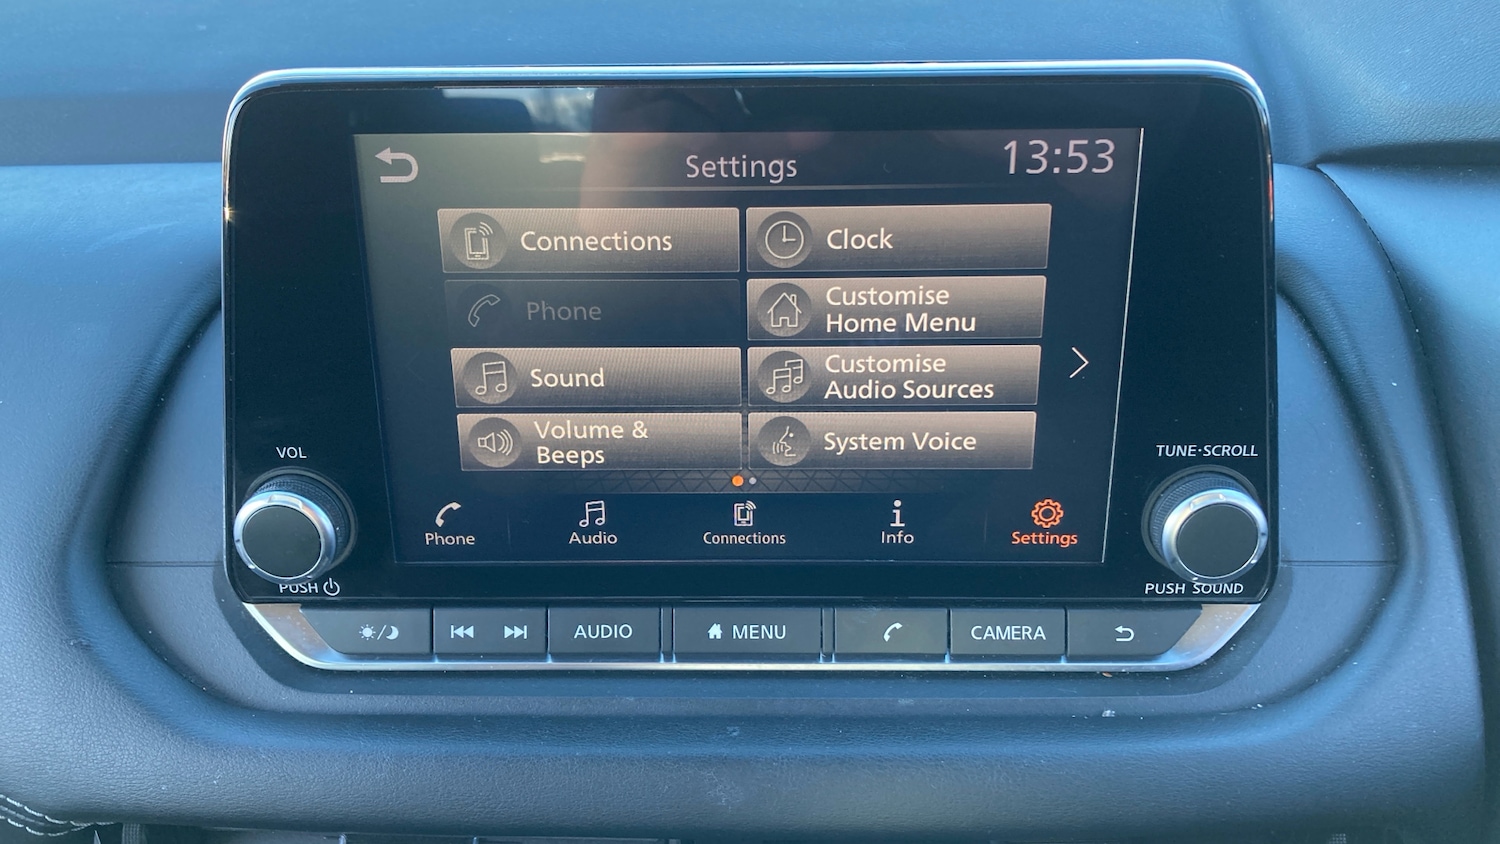 Settings
13:53
Connections
Clock
Phone
Customise
Home Menu
Sound
Customise
Audio Sources
Volume &
Beeps
System Voice
VOL
TUNE·SCROLL
Phone
Audio
Connections
Info
Settings
PUSH
PUSH SOUND
AUDIO
MENU
CAMERA